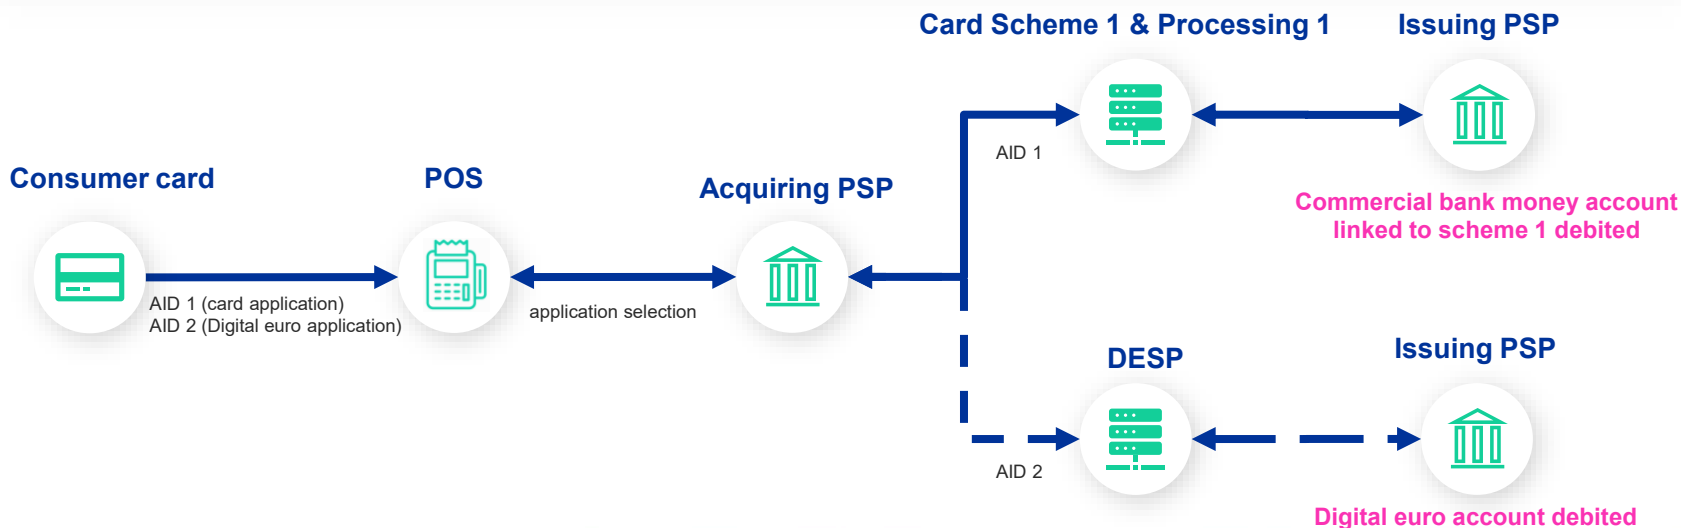 Card Scheme 1 & Processing 1
Issuing PSP
AID 1
Consumer card
POS
Acquiring PSP
Commercial bank money account
linked to scheme 1 debited
AID 1 (card application)
AID 2 (Digital euro application)
application selection
DESP
Issuing PSP
AID 2
Digital euro account debited